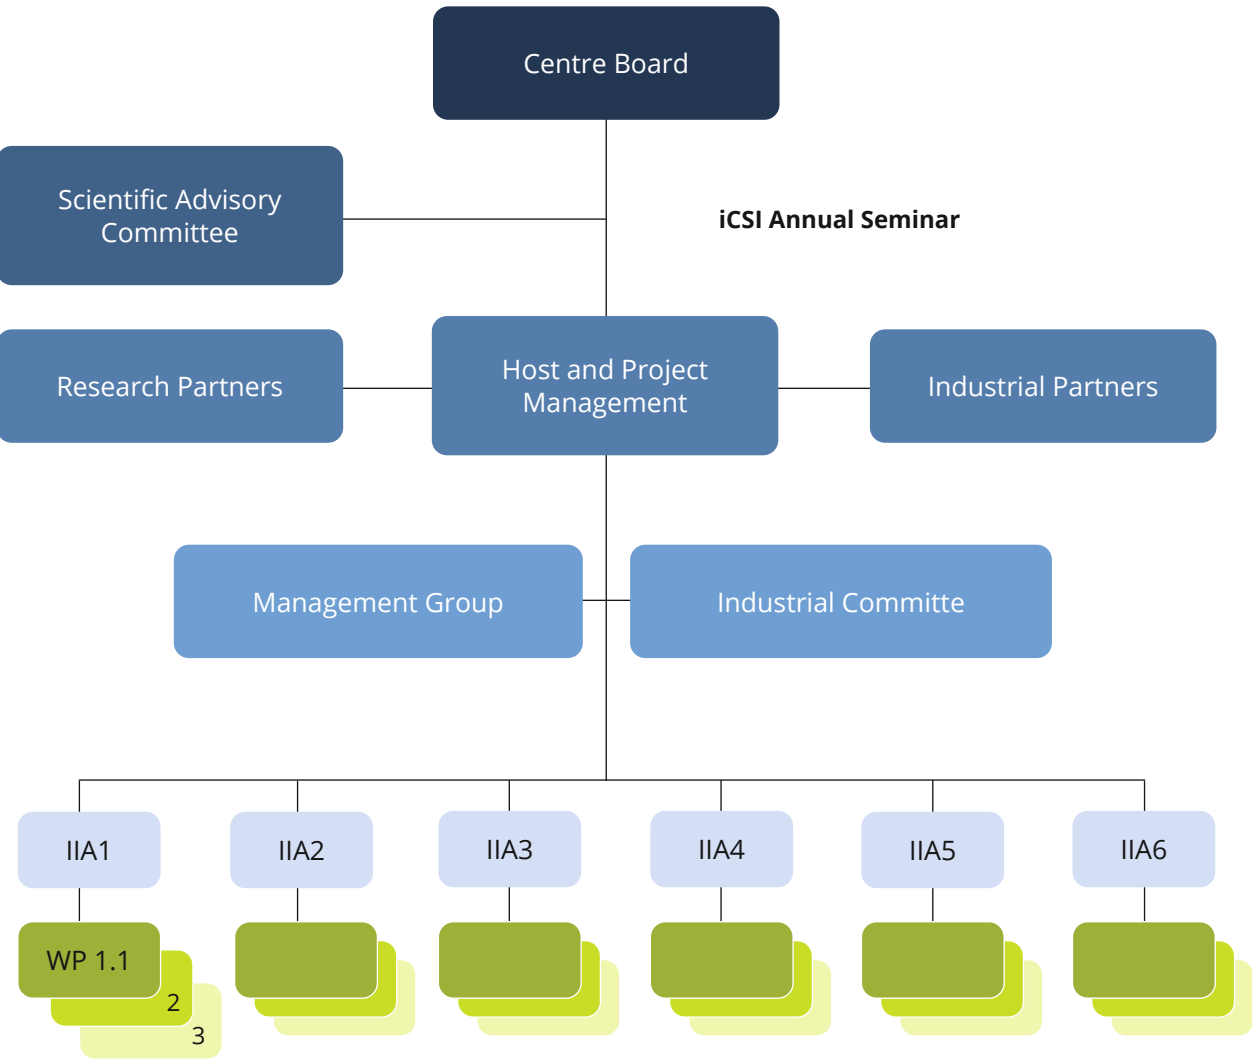 Centre Board
Scientific Advisory
Committee
iCSI Annual Seminar
Research Partners
Host and Project
Management
Industrial Partners
Management Group
Industrial Committe
IIA1
IIA2
IIA3
IIA4
IIA5
IIA6
WP 1.1
2
3